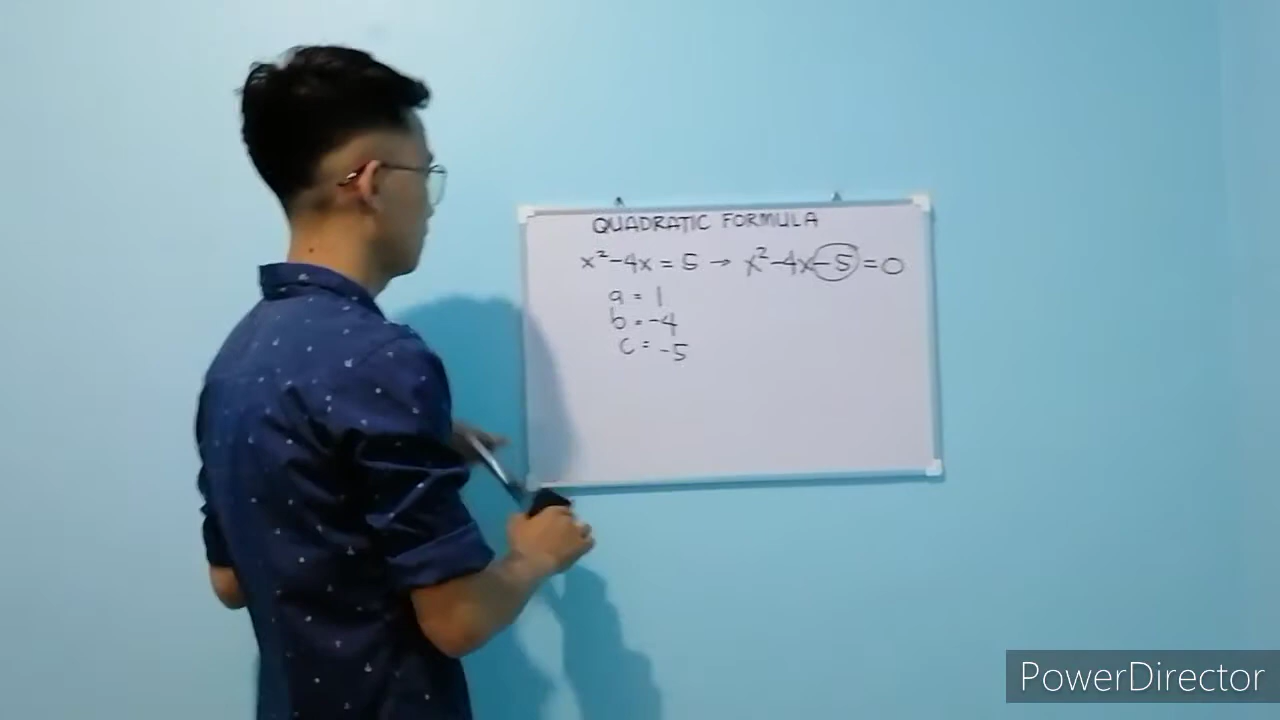 QUADRATIC FORMULA
x²-4x = 5 → x²-4x-5=0
a = 1
b = -4
c = -5
PowerDirector